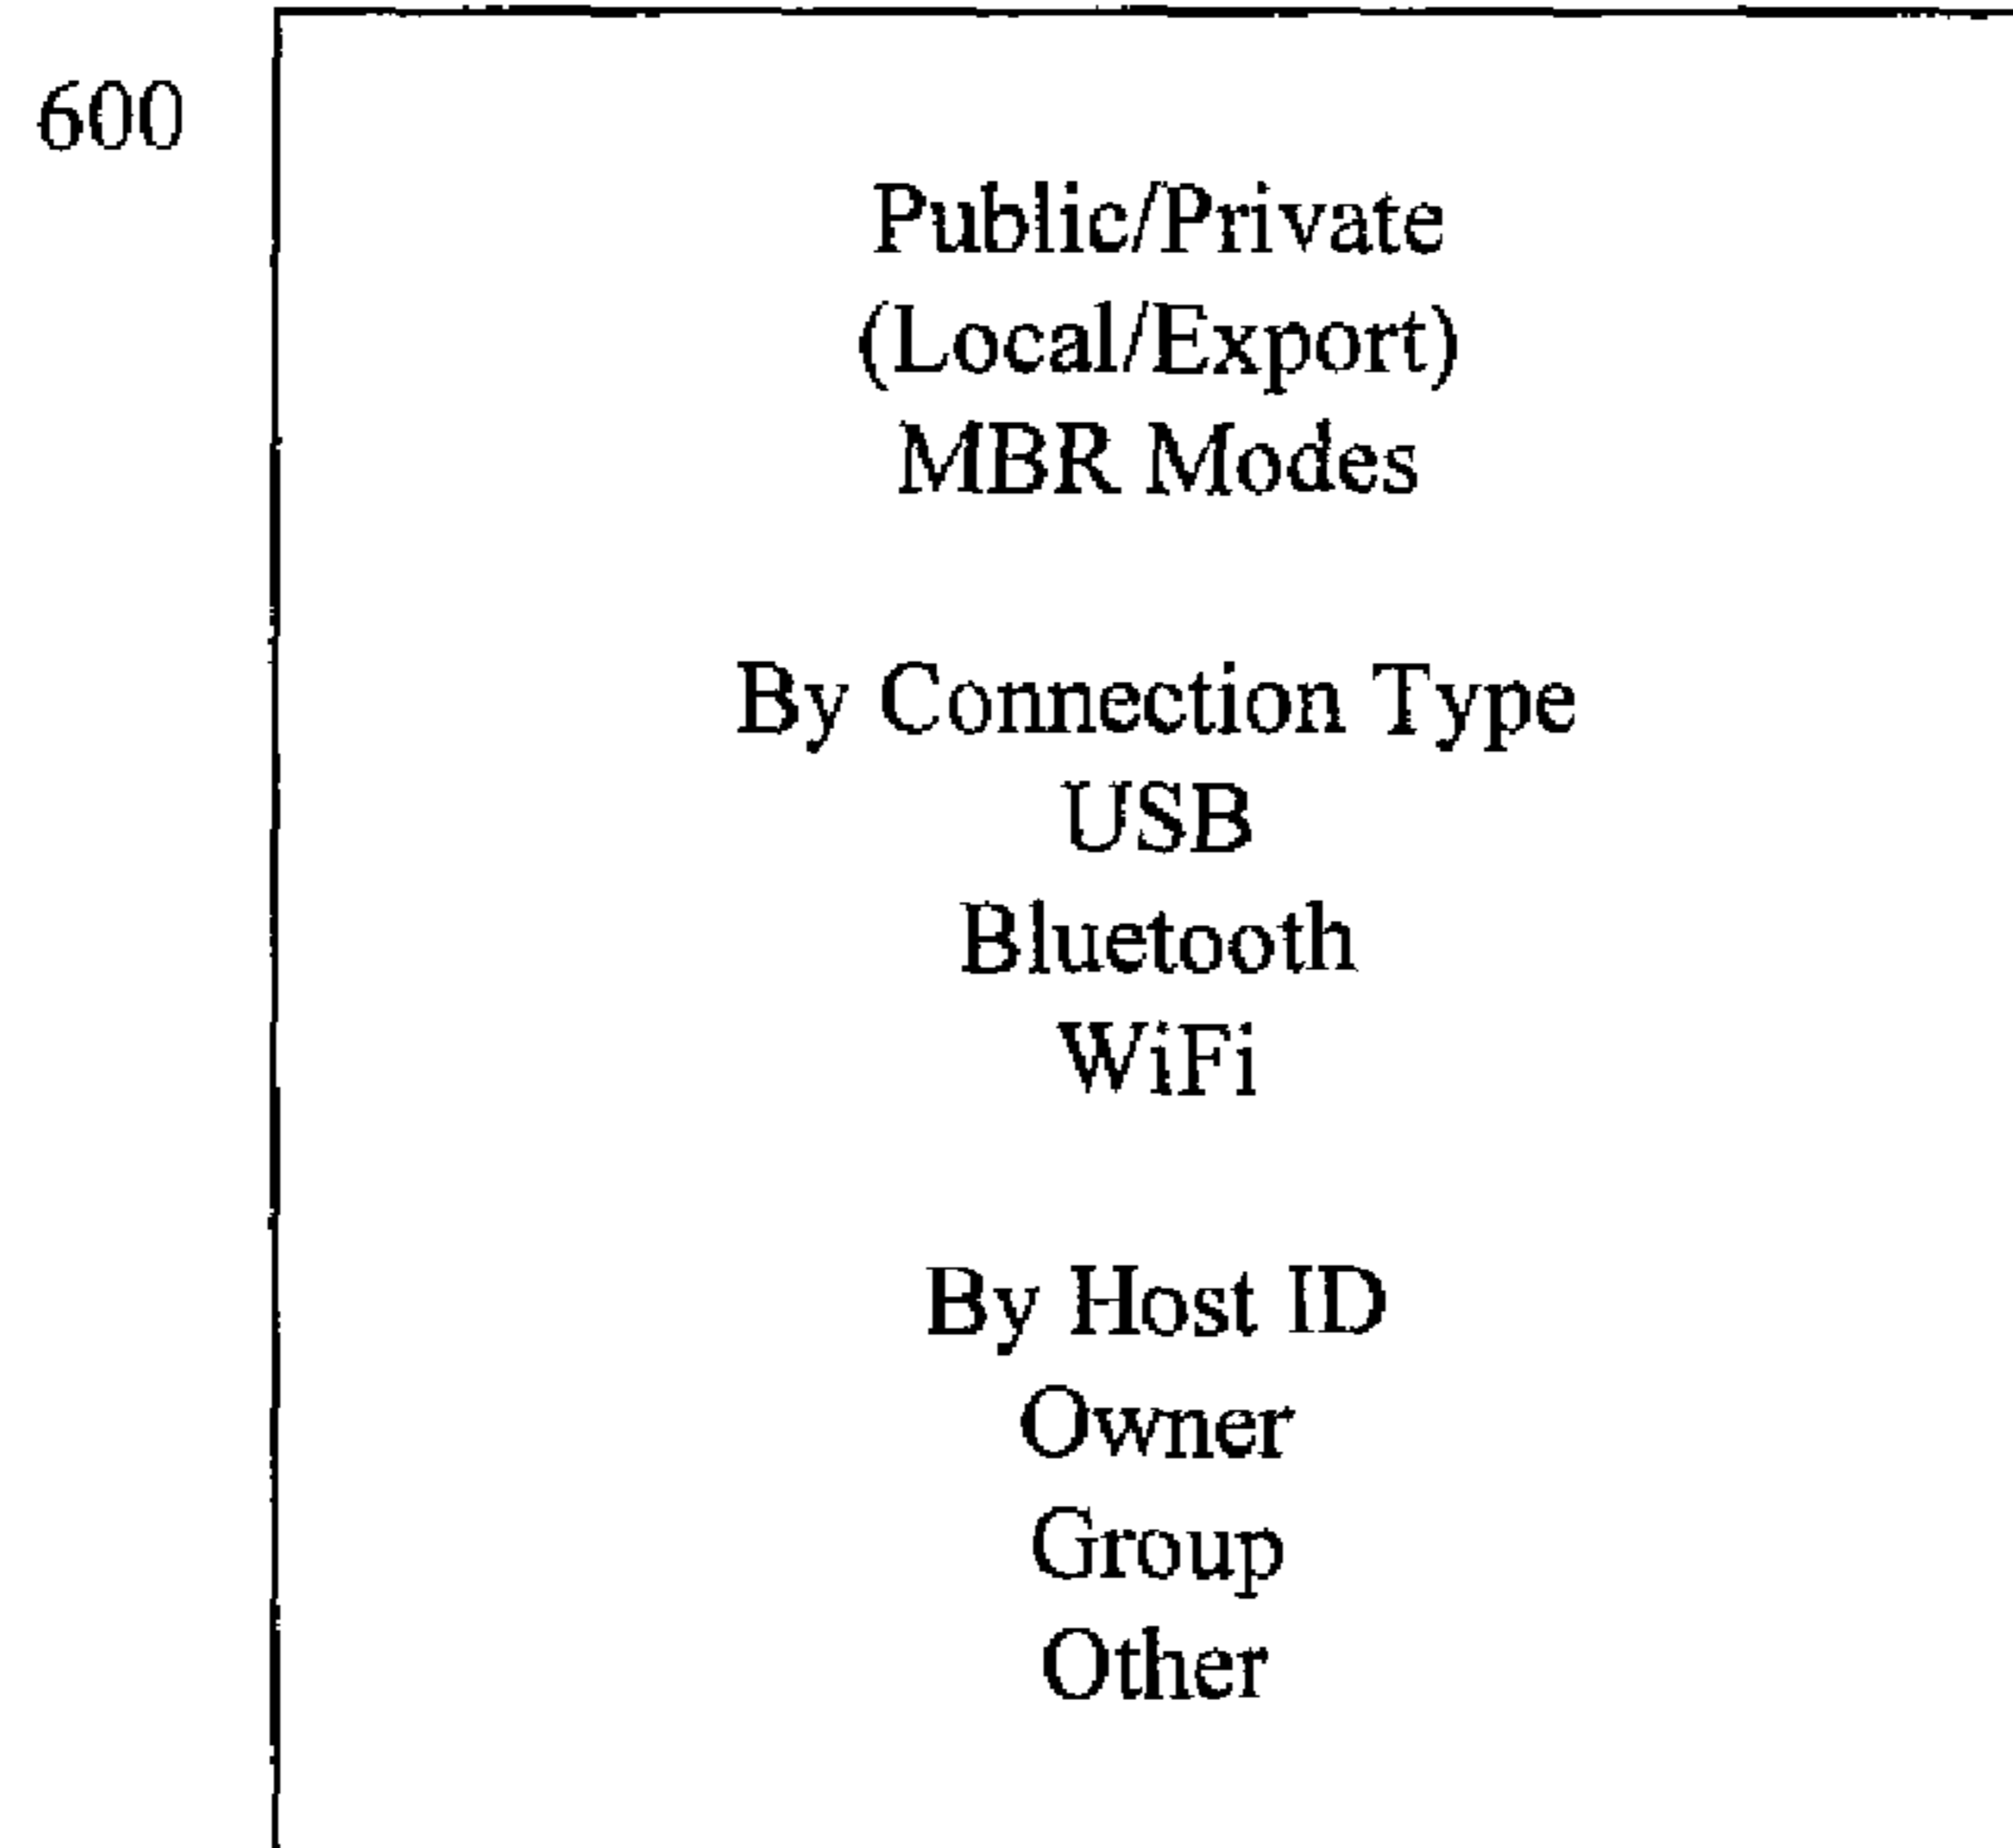 600
Public/Private
(Local/Export)
MBR Modes
By Connection Type
USB
Bluetooth
WiFi
By Host ID
Owner
Group
Other